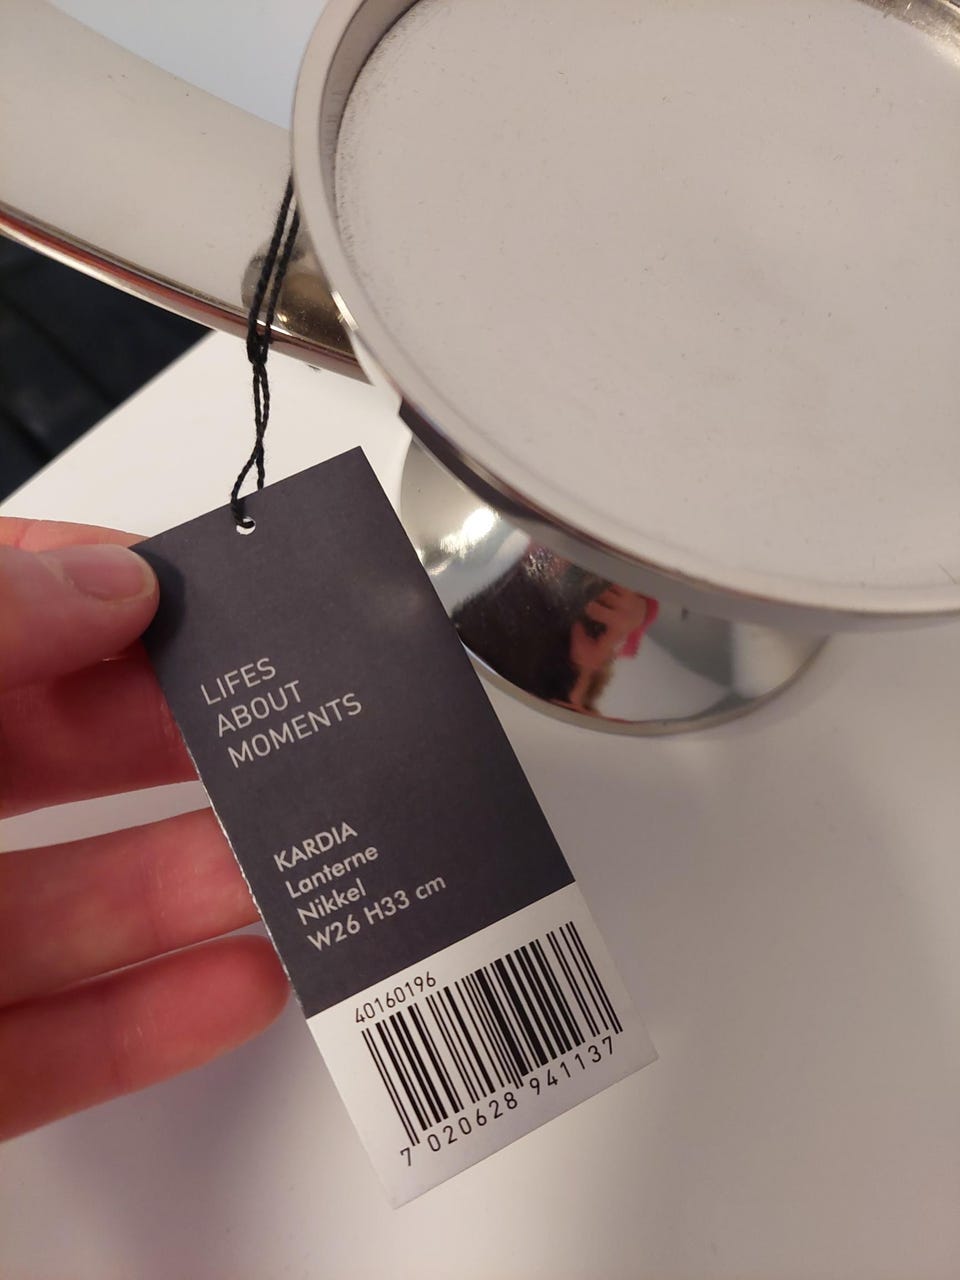 LIFES
ABOUT
MOMENTS
KARDIA
Lanterne
Nikkel
W26 H33 cm
40160196
7 020628 941137